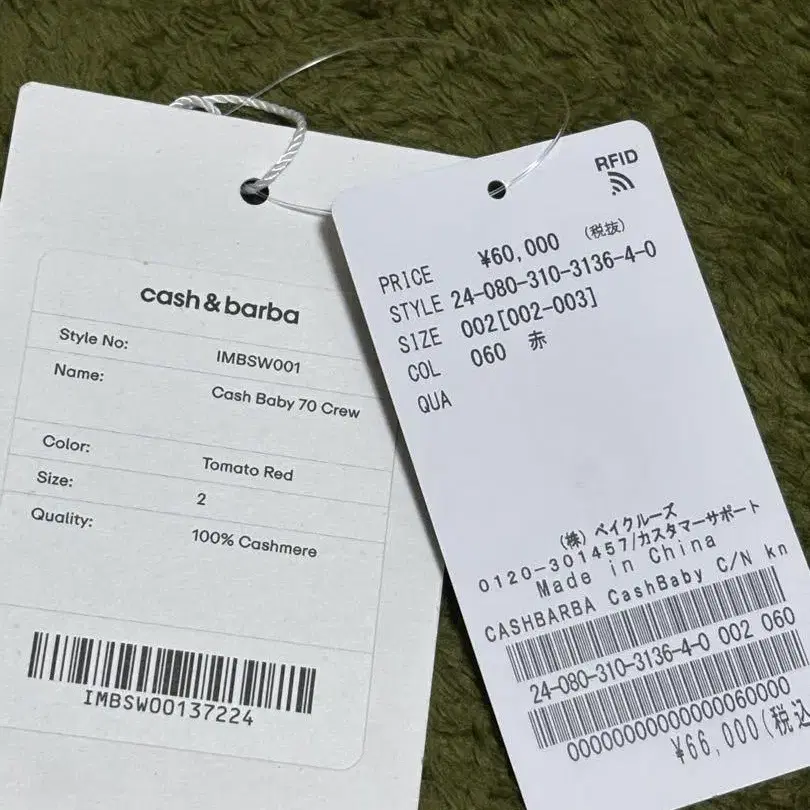 cash&barba
Style No: IMBSW001
Name: Cash Baby 70 Crew
Color: Tomato Red
Size: 2
Quality: 100% Cashmere
IMBSW00137224
RFID
PRICE ¥60,000 (税抜)
STYLE 24-080-310-3136-4-0
SIZE 002[002-003]
COL 060 赤
QUA
(株) ベイクルーズ
0120-301457/カスタマーサポート
Made in China
CASHBARBA CashBaby C/N kn
24-080-310-3136-4-0 002 060
¥66,000(税込